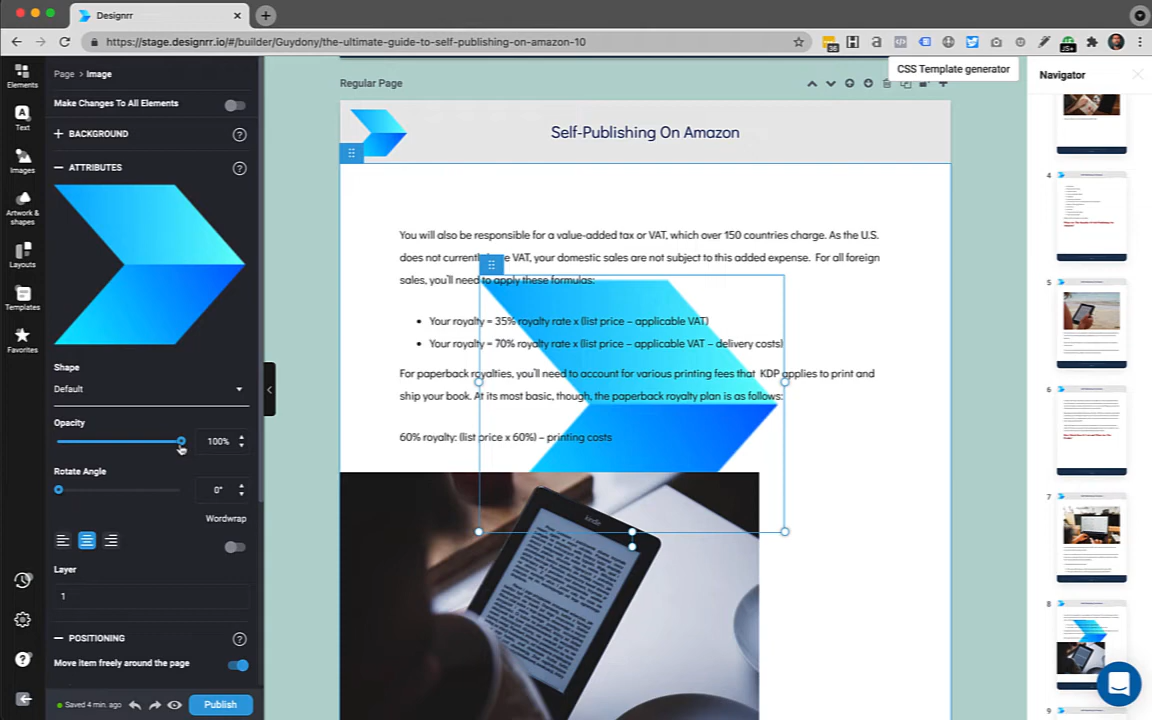 Designrr
https://stage.designrr.io/#/builder/Guydony/the-ultimate-guide-to-self-publishing-on-amazon-10
36
JS+
CSS Template generator
Elements
Text
Images
Artwork & shapes
Layouts
Templates
Favorites
Page > Image
Make Changes To All Elements
BACKGROUND
?
ATTRIBUTES
?
Shape
Default
Opacity
100%
Rotate Angle
0°
Wordwrap
Layer
1
POSITIONING
?
Move item freely around the page
Saved 4 min. ago
Publish
Regular Page
Self-Publishing On Amazon
You will also be responsible for a value-added tax or VAT, which over 150 countries charge. As the U.S.
does not currently have VAT, your domestic sales are not subject to this added expense. For all foreign
sales, you'll need to apply these formulas:
• Your royalty = 35% royalty rate x (list price – applicable VAT)
• Your royalty = 70% royalty rate x (list price – applicable VAT – delivery costs)
For paperback royalties, you'll need to account for various printing fees that KDP applies to print and
ship your book. At its most basic, though, the paperback royalty plan is as follows:
60% royalty: (list price x 60%) – printing costs
kindle
Navigator
4
5
6
7
8
9